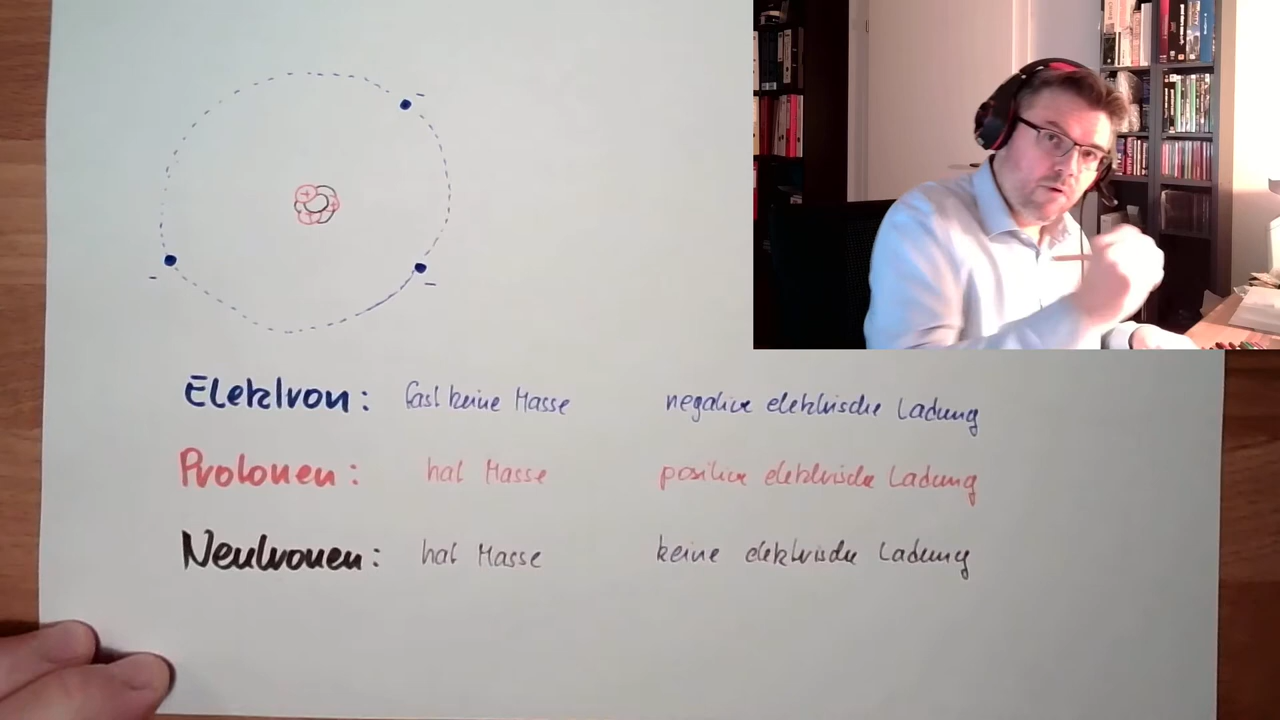 Elektron: fast keine Masse negative elektrische Ladung
Protonen: hat Masse positive elektrische Ladung
Neutronen: hat Masse keine elektrische Ladung